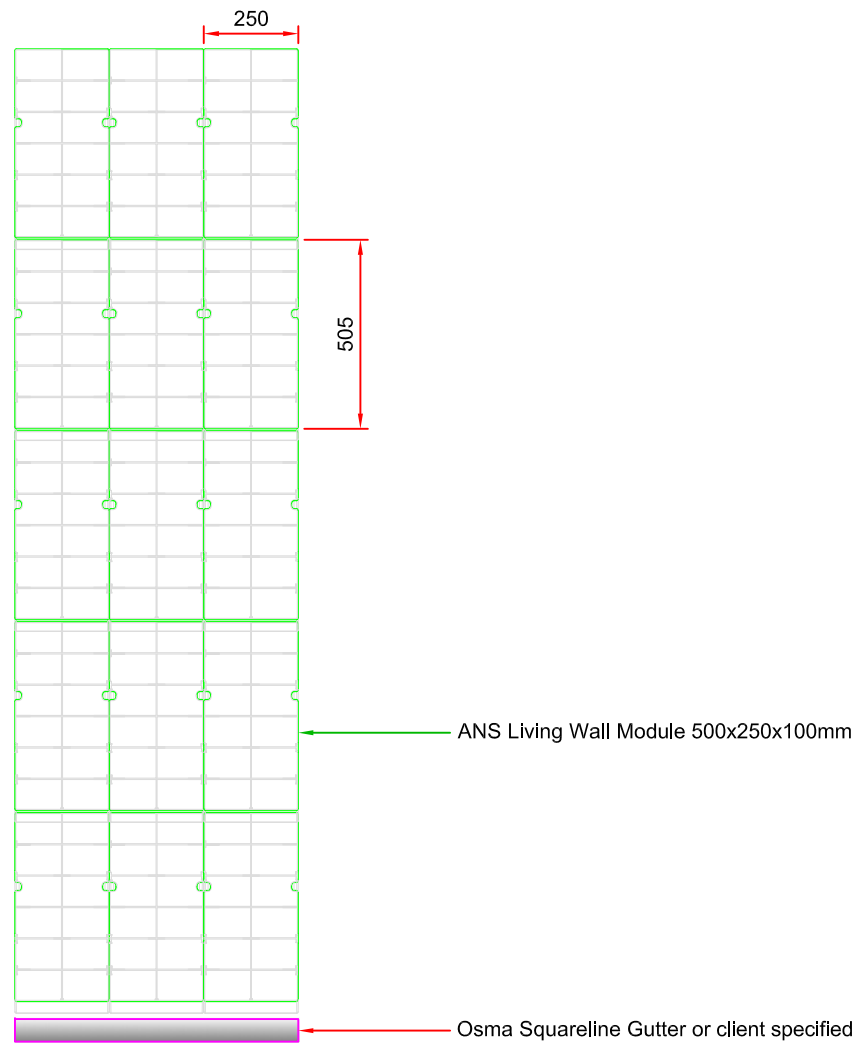 250
505
ANS Living Wall Module 500x250x100mm
Osma Squareline Gutter or client specified